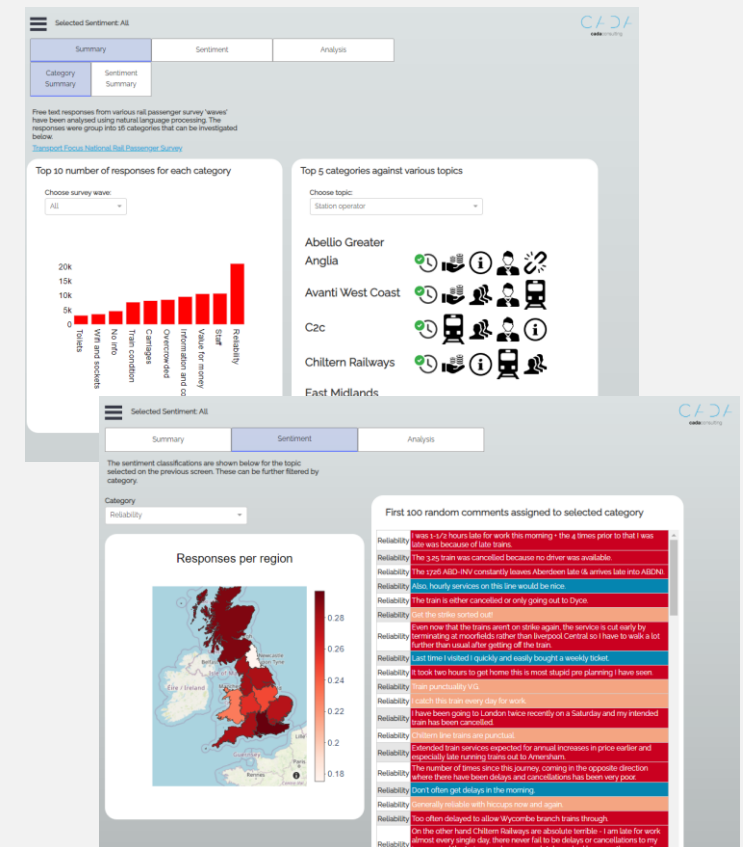 Selected Sentiment: All
CADA
cadaconsulting
Summary
Sentiment
Analysis
Category
Summary
Sentiment
Summary
Free text responses from various rail passenger survey 'waves'
have been analysed using natural language processing. The
responses were group into 16 categories that can be investigated
below.
Transport Focus National Rail Passenger Survey
Top 10 number of responses for each category
Choose survey wave:
All
20k
15k
10k
5k
0
Toilets
Wifi and sockets
No info
Train condition
Carriages
Overcrowded
Information and co
Value for money
Staff
Reliability
Top 5 categories against various topics
Choose topic:
Station operator
Abellio Greater
Anglia
Avanti West Coast
C2c
Chiltern Railways
East Midlands
Selected Sentiment: All
CADA
cadaconsulting
Summary
Sentiment
Analysis
The sentiment classifications are shown below for the topic
selected on the previous screen. These can be further filtered by
category.
Category
Reliability
Responses per region
Newcastle
upon Tyne
Belfa
Isle of M
Éire / Ireland
Ma
Guernsey
Lille
Paris
Rennes
0.28
0.26
0.24
0.22
0.2
0.18
First 100 random comments assigned to selected category
Reliability I was 1-1/2 hours late for work this morning + the 4 times prior to that I was
late was because of late trains.
Reliability The 3.25 train was cancelled because no driver was available.
Reliability The 1726 ABD-INV constantly leaves Aberdeen late (& arrives late into ABDN).
Reliability Also, hourly services on this line would be nice.
Reliability The train is either cancelled or only going out to Dyce.
Reliability Get the strike sorted out!
Reliability Even now that the trains aren't on strike again, the service is cut early by
terminating at moorfields rather than liverpool Central so I have to walk a lot
further than usual after getting off the train.
Reliability Last time I visited I quickly and easily bought a weekly ticket.
Reliability It took two hours to get home this is most stupid pre planning I have seen.
Reliability Train punctuality VG.
Reliability I catch this train every day for work.
Reliability I have been going to London twice recently on a Saturday and my intended
train has been cancelled.
Reliability Chiltern line trains are punctual.
Reliability Extended train services expected for annual increases in price earlier and
especially late running trains out to Amersham.
Reliability The number of times since this journey, coming in the opposite direction
where there have been delays and cancellations has been very poor.
Reliability Don't often get delays in the morning.
Reliability Generally reliable with hiccups now and again.
Reliability Too often delayed to allow Wycombe branch trains through.
Reliability On the other hand Chiltern Railways are absolute terrible - I am late for work
almost every single day, there never fail to be delays or cancellations to my